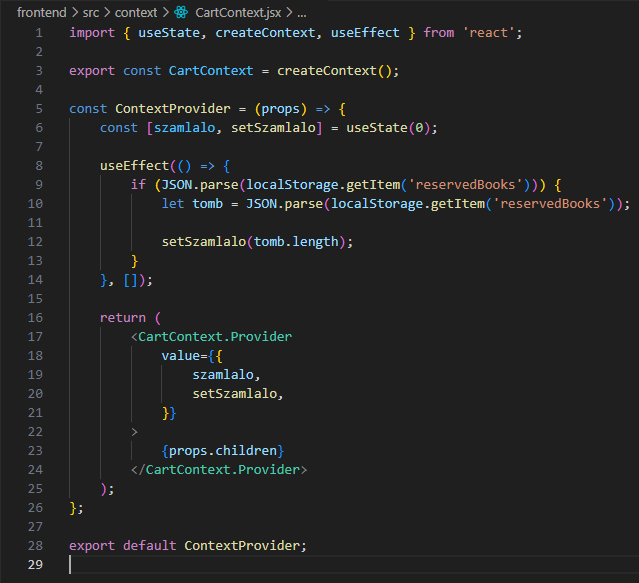 frontend > src > context > CartContext.jsx > ...
1 import { useState, createContext, useEffect } from 'react';
2
3 export const CartContext = createContext();
4
5 const ContextProvider = (props) => {
6     const [szamlalo, setSzamlalo] = useState(0);
7
8     useEffect(() => {
9         if (JSON.parse(localStorage.getItem('reservedBooks'))) {
10             let tomb = JSON.parse(localStorage.getItem('reservedBooks'));
11
12             setSzamlalo(tomb.length);
13         }
14     }, []);
15
16     return (
17         <CartContext.Provider
18             value={{
19                 szamlalo,
20                 setSzamlalo,
21             }}
22         >
23             {props.children}
24         </CartContext.Provider>
25     );
26 };
27
28 export default ContextProvider;
29